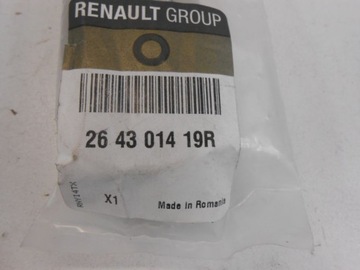 RENAULT GROUP
26 43 014 19R
X1
Made in Romania